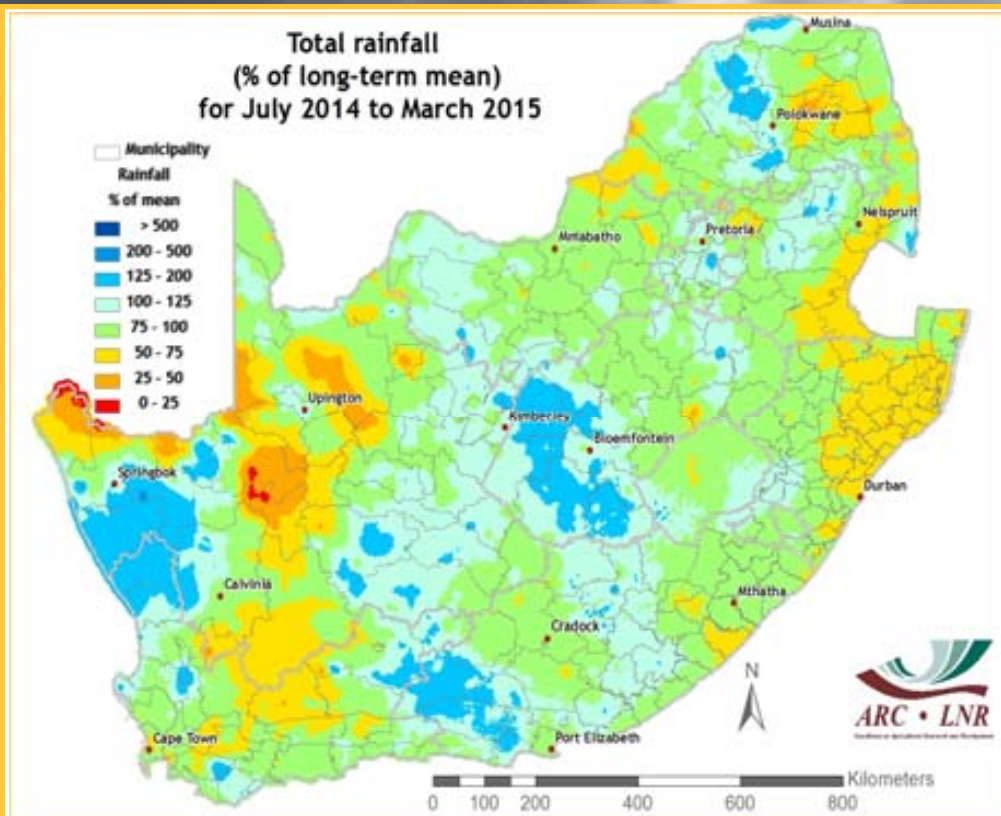 Total rainfall
(% of long-term mean)
for July 2014 to March 2015
Municipality
Rainfall
% of mean
> 500
200 - 500
125 - 200
100 - 125
75 - 100
50 - 75
25 - 50
0 - 25
Musina
Polokwane
Nelspruit
Pretoria
Mmabatho
Upington
Kimberley
Bloemfontein
Springbok
Durban
Calvinia
Mthatha
Cradock
N
ARC • LNR
Cape Town
Port Elizabeth
Kilometers
0 100 200 400 600 800